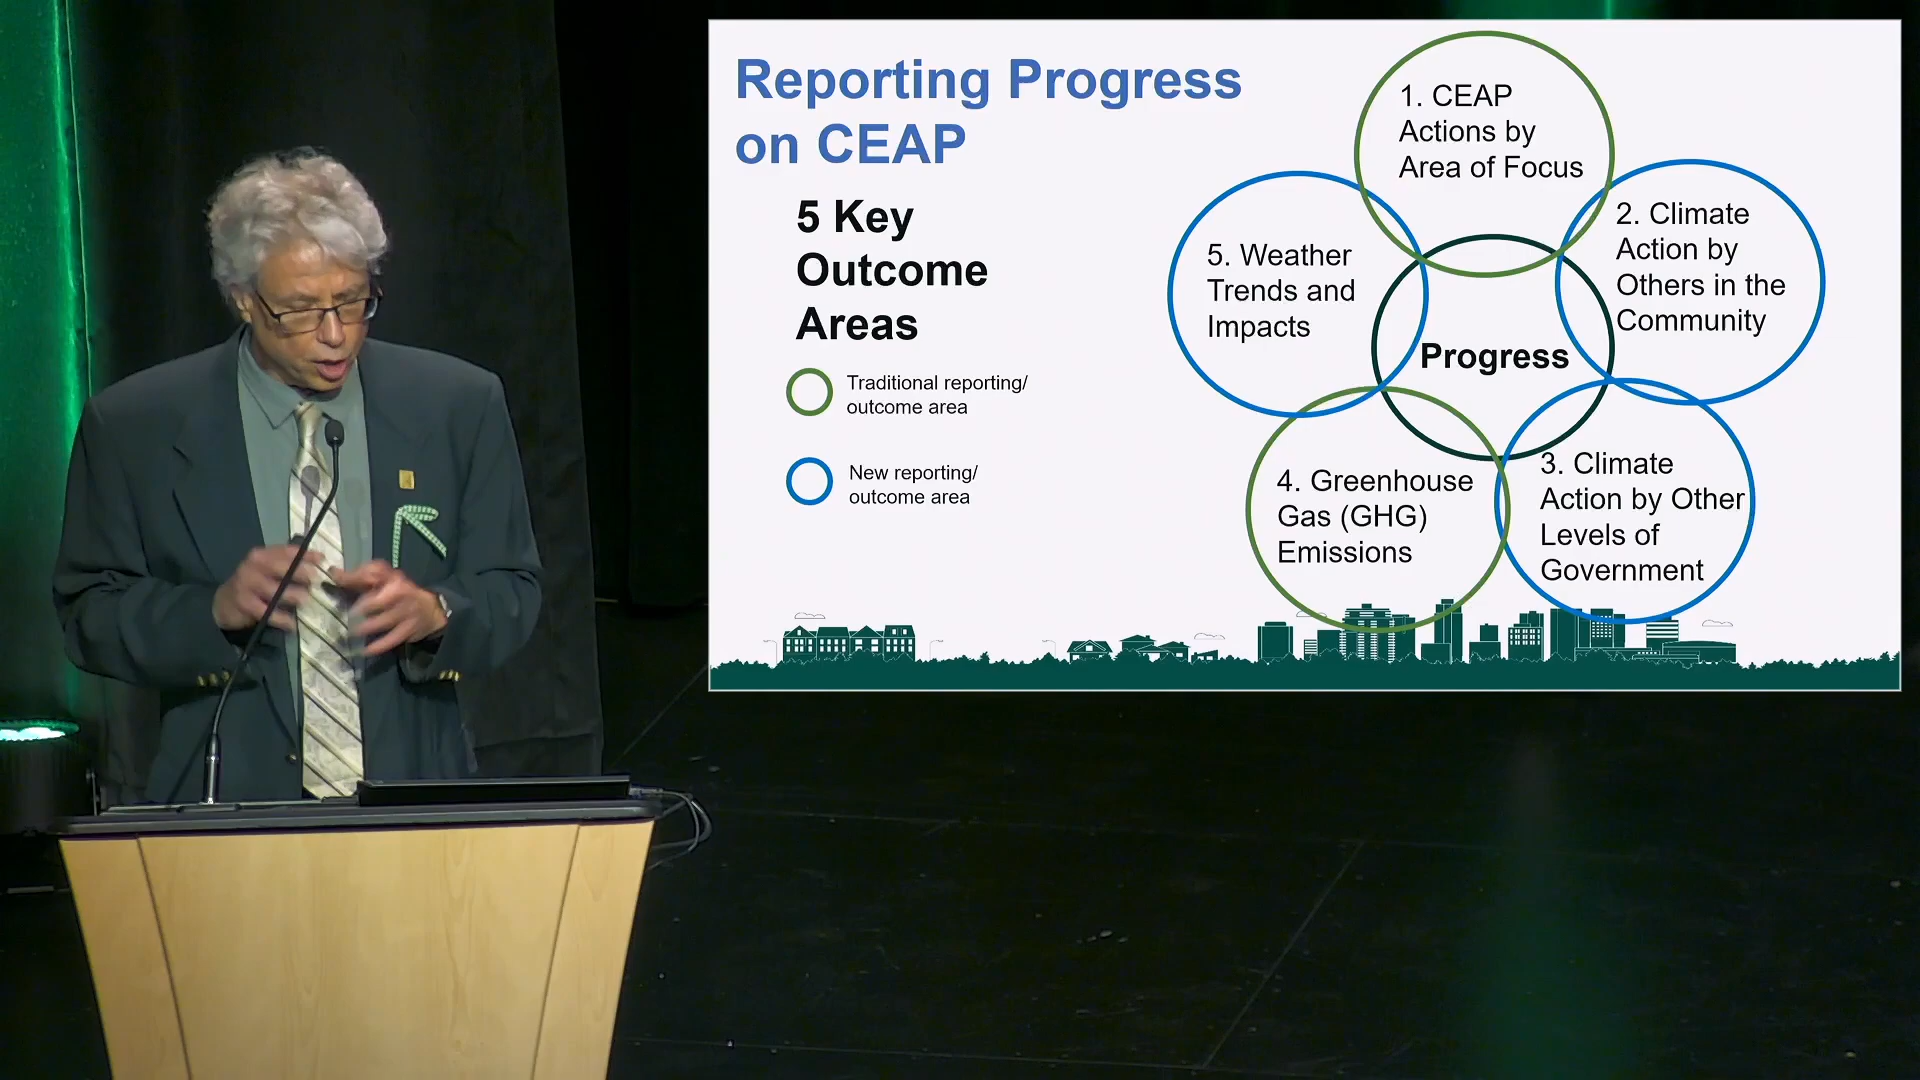 Reporting Progress
on CEAP
5 Key
Outcome
Areas
Traditional reporting/
outcome area
New reporting/
outcome area
1. CEAP
Actions by
Area of Focus
2. Climate
Action by
Others in the
Community
3. Climate
Action by Other
Levels of
Government
4. Greenhouse
Gas (GHG)
Emissions
5. Weather
Trends and
Impacts
Progress